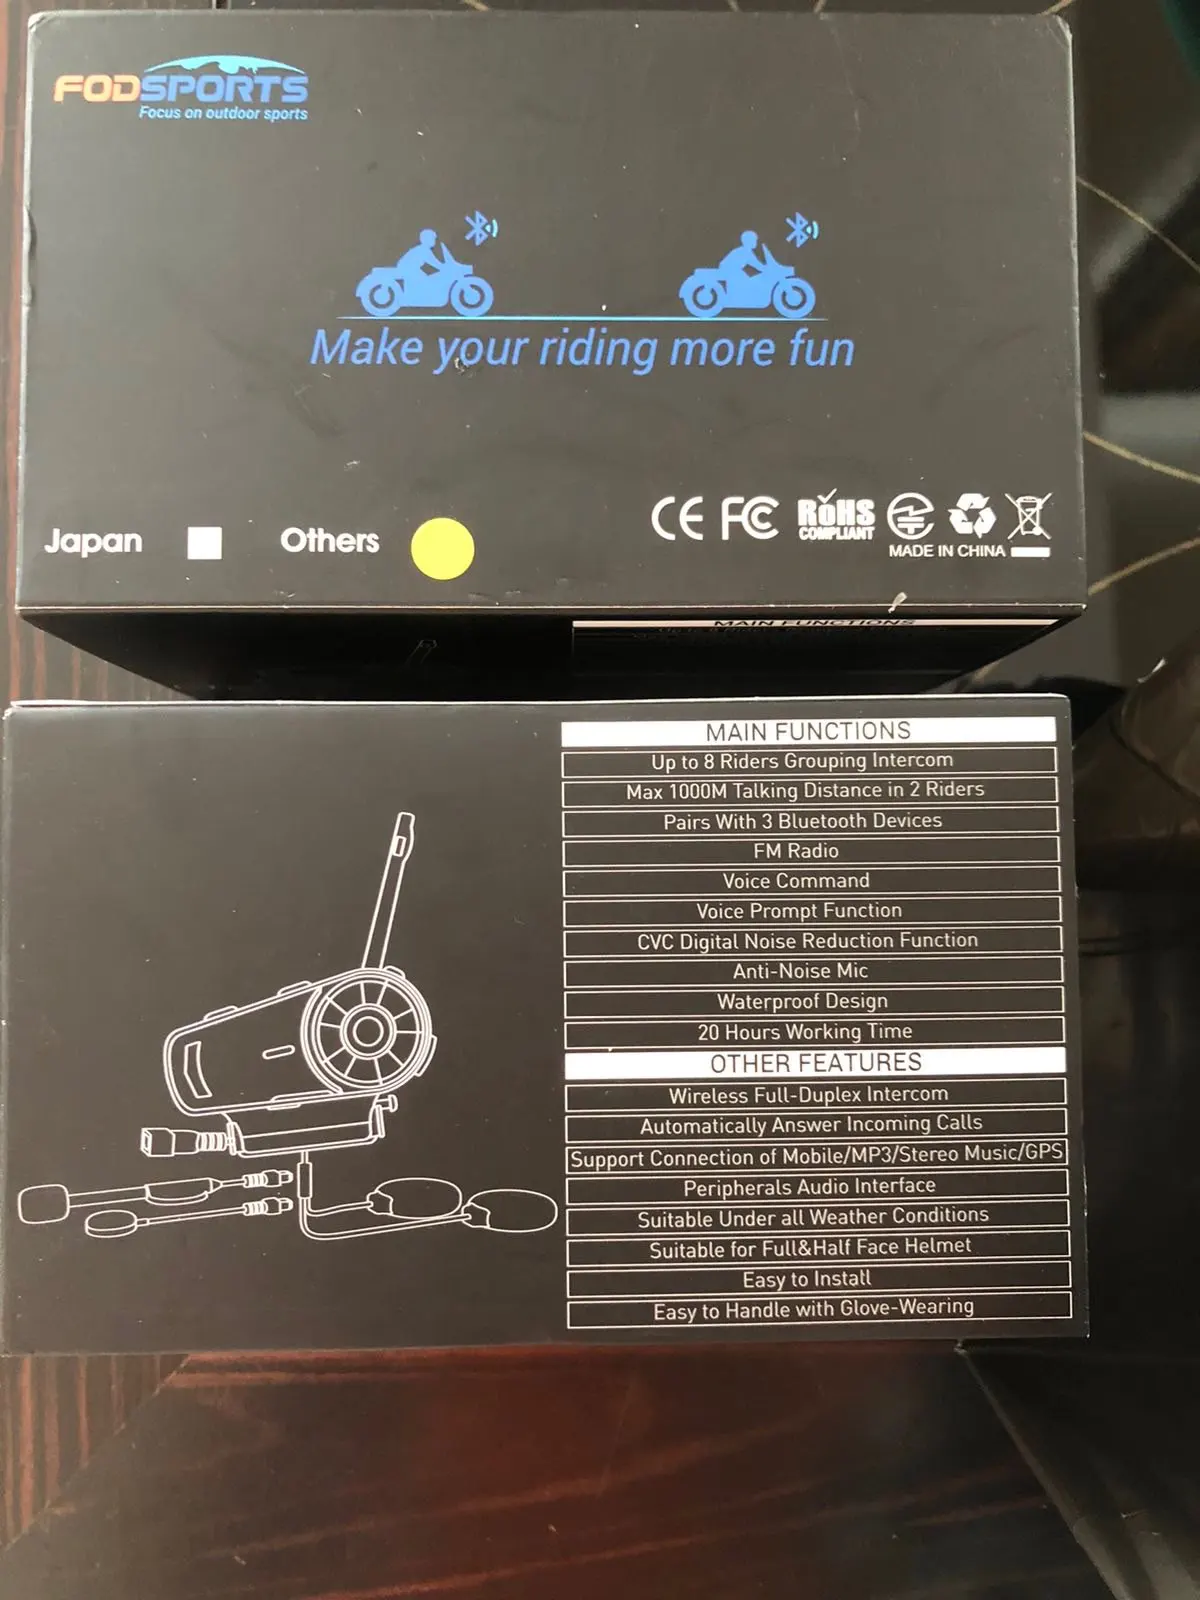 FODSPORTS
Focus on outdoor sports
Make your riding more fun
Japan Others
CE FC RoHS COMPLIANT
MADE IN CHINA
MAIN FUNCTIONS
MAIN FUNCTIONS
Up to 8 Riders Grouping Intercom
Max 1000M Talking Distance in 2 Riders
Pairs With 3 Bluetooth Devices
FM Radio
Voice Command
Voice Prompt Function
CVC Digital Noise Reduction Function
Anti-Noise Mic
Waterproof Design
20 Hours Working Time
OTHER FEATURES
Wireless Full-Duplex Intercom
Automatically Answer Incoming Calls
Support Connection of Mobile/MP3/Stereo Music/GPS
Peripherals Audio Interface
Suitable Under all Weather Conditions
Suitable for Full&Half Face Helmet
Easy to Install
Easy to Handle with Glove-Wearing